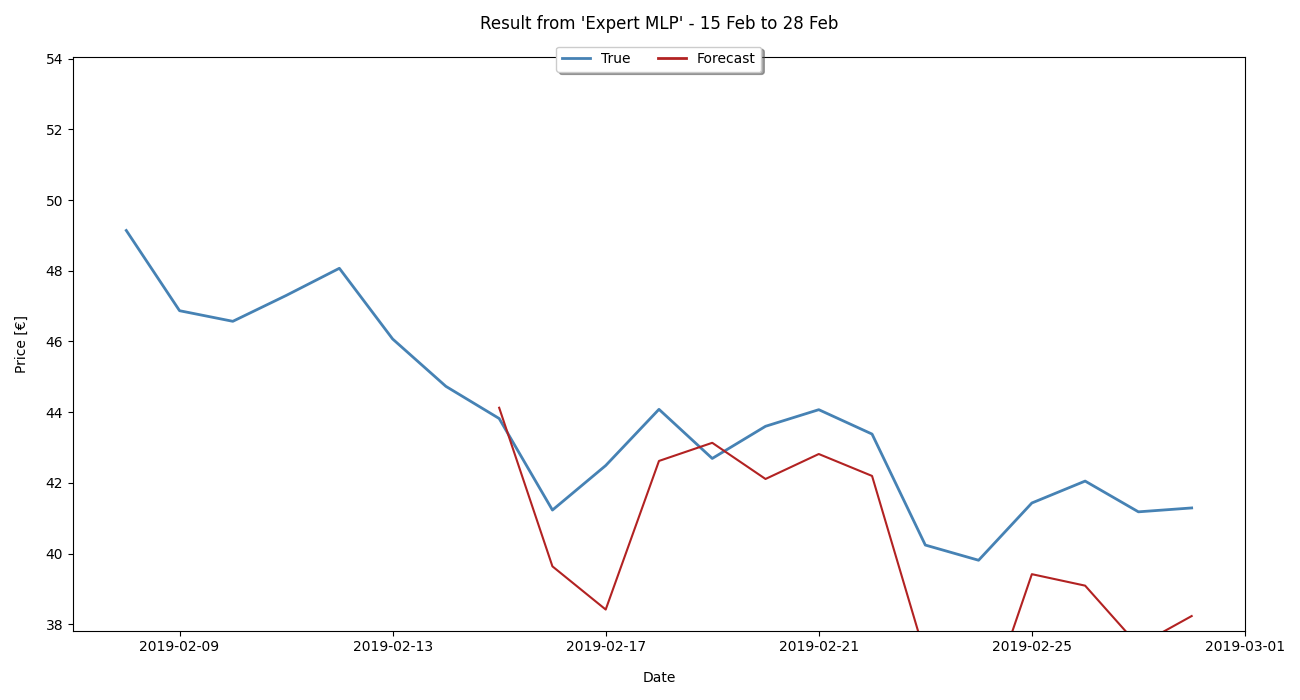 Result from 'Expert MLP' - 15 Feb to 28 Feb
True Forecast
54
52
50
48
46
44
42
40
38
Price [€]
2019-02-09 2019-02-13 2019-02-17 2019-02-21 2019-02-25 2019-03-01
Date